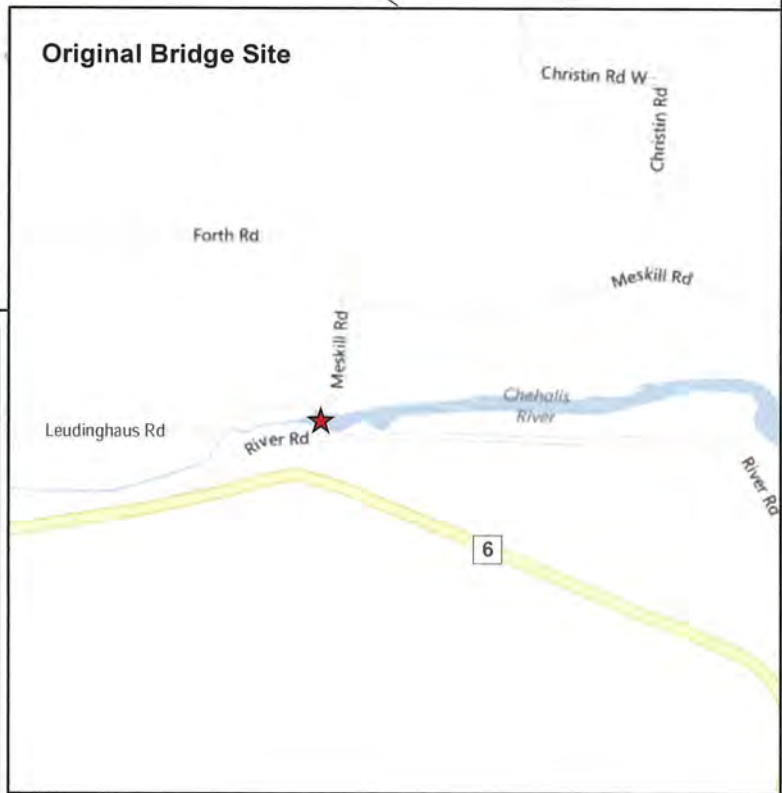 Original Bridge Site
Christin Rd W
Christin Rd
Forth Rd
Meskill Rd
Meskill Rd
Chehalis
River
Leudinghaus Rd
River Rd
River Rd
6